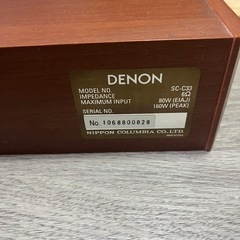 DENON
MODEL NO. SC-C33
IMPEDANCE 6Ω
MAXIMUM INPUT 80W (EIAJ)
160W (PEAK)
SERIAL NO.
No. 1068800828
NIPPON COLUMBIA CO., LTD.